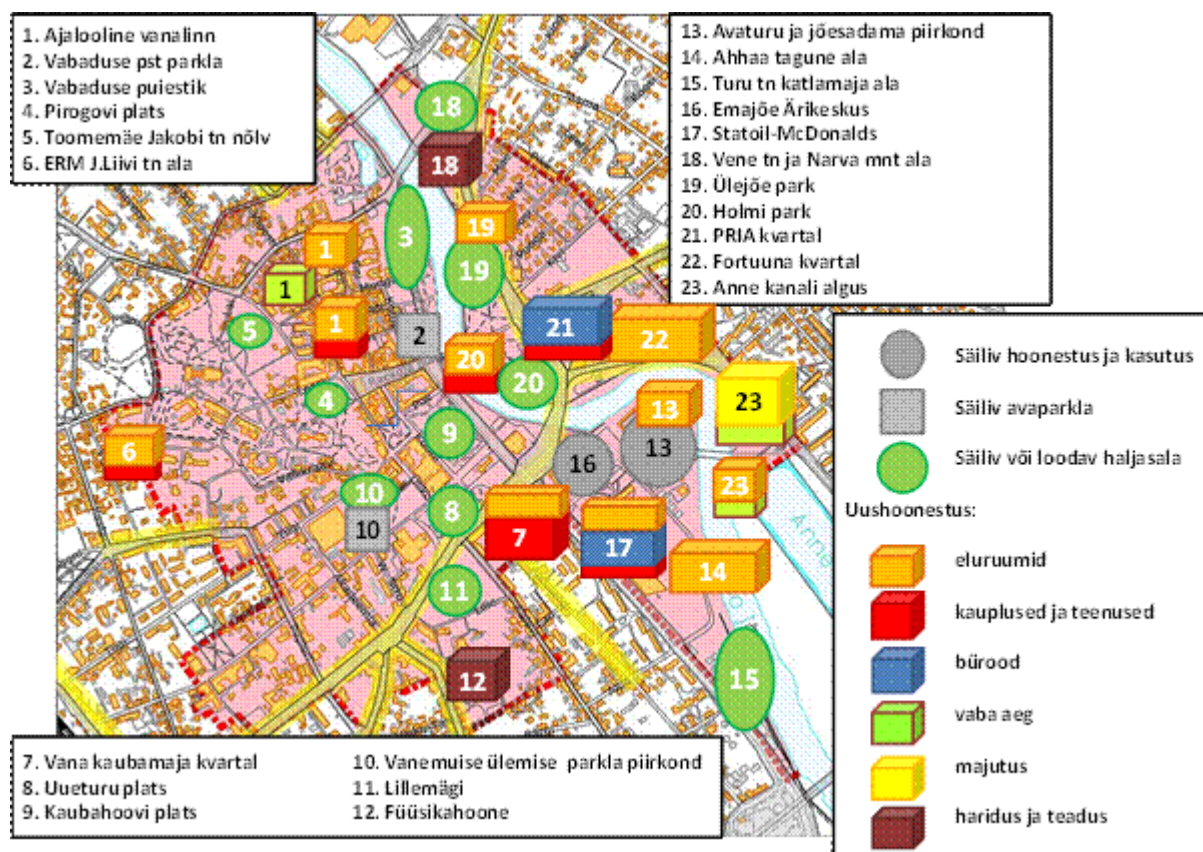 1. Ajalooline vanalinn
2. Vabaduse pst parkla
3. Vabaduse puiestik
4. Pirogovi plats
5. Toomemäe Jakobi tn nõlv
6. ERM J.Liivi tn ala
13. Avaturu ja jõesadama piirkond
14. Ahhaa tagune ala
15. Turu tn katlamaja ala
16. Emajõe Ärikeskus
17. Statoil-McDonalds
18. Vene tn ja Narva mnt ala
19. Ülejõe park
20. Holmi park
21. PRIA kvartal
22. Fortuuna kvartal
23. Anne kanali algus
18
18
3
19
1
19
1
5
1
2
21
22
20
20
4
9
13
23
13
16
6
23
10
8
10
7
17
14
11
12
15
Anne
Säiliv hoonestus ja kasutus
Säiliv avaparkla
Säiliv või loodav haljasala
Uushoonestus:
eluruumid
kauplused ja teenused
bürood
vaba aeg
majutus
haridus ja teadus
7. Vana kaubamaja kvartal
8. Uueturu plats
9. Kaubahoovi plats
10. Vanemuise ülemise parkla piirkond
11. Lillemägi
12. Füüsikahoone